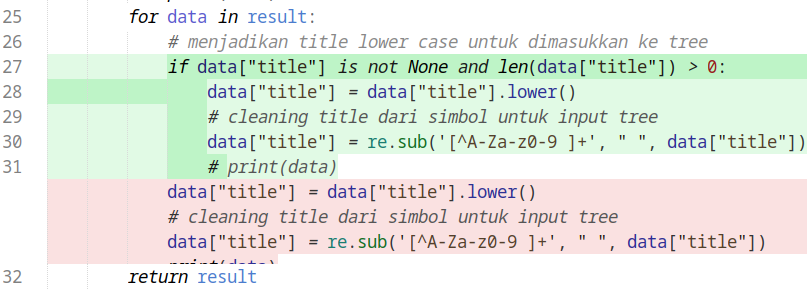 25 for data in result:
26 # menjadikan title lower case untuk dimasukkan ke tree
27 if data["title"] is not None and len(data["title"]) > 0:
28 data["title"] = data["title"].lower()
29 # cleaning title dari simbol untuk input tree
30 data["title"] = re.sub('[^A-Za-z0-9 ]+', " ", data["title"])
31 # print(data)
data["title"] = data["title"].lower()
# cleaning title dari simbol untuk input tree
data["title"] = re.sub('[^A-Za-z0-9 ]+', " ", data["title"])
32 return result